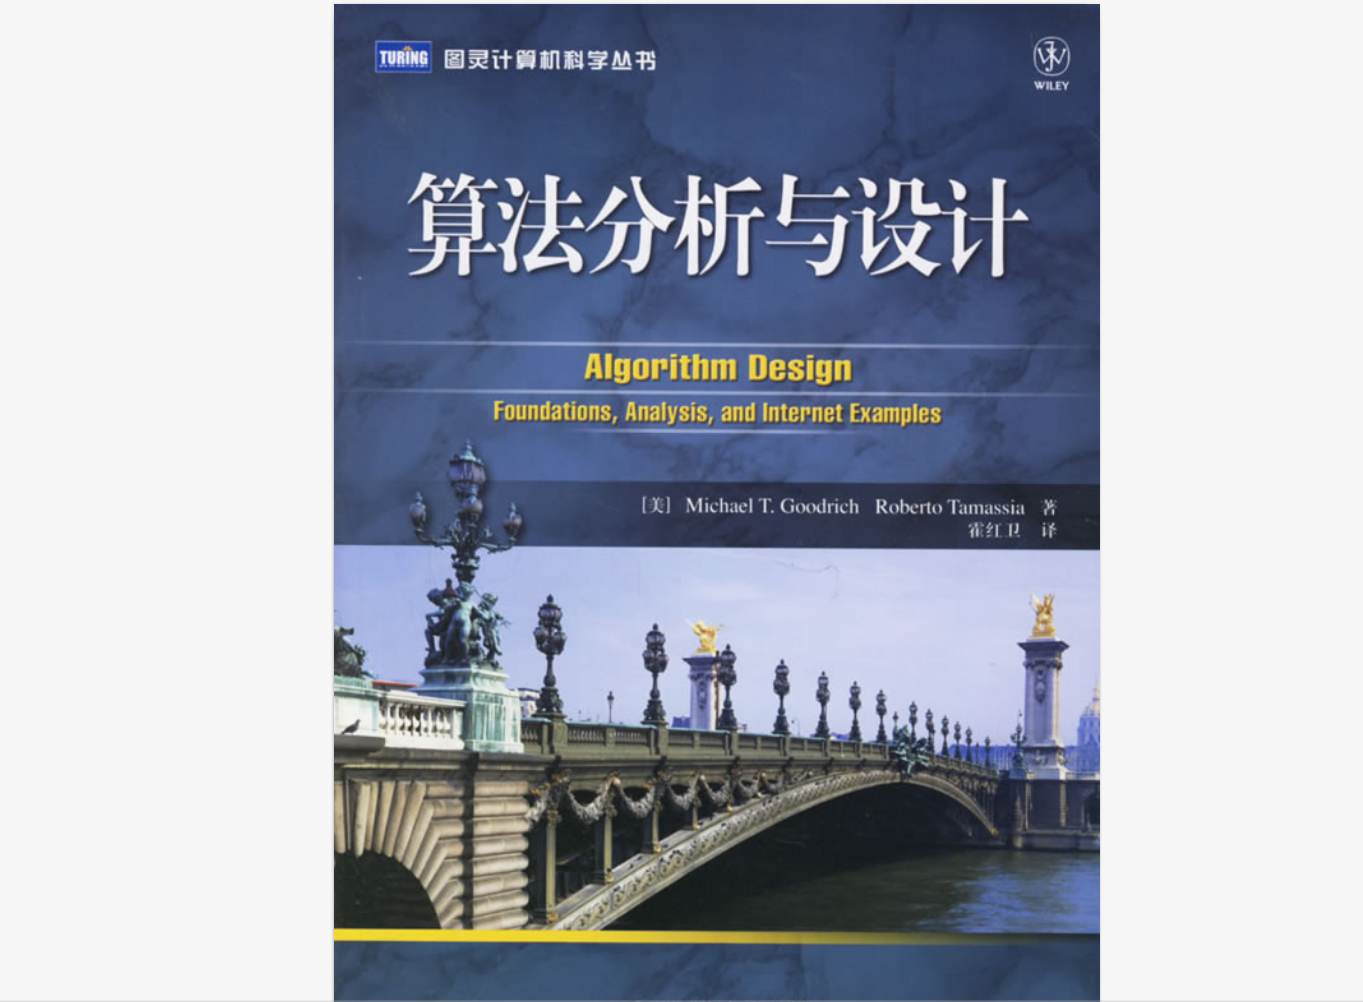 TURING 图灵计算机科学丛书
WILEY
算法分析与设计
Algorithm Design
Foundations, Analysis, and Internet Examples
[美] Michael T. Goodrich Roberto Tamassia 著
霍红卫 译